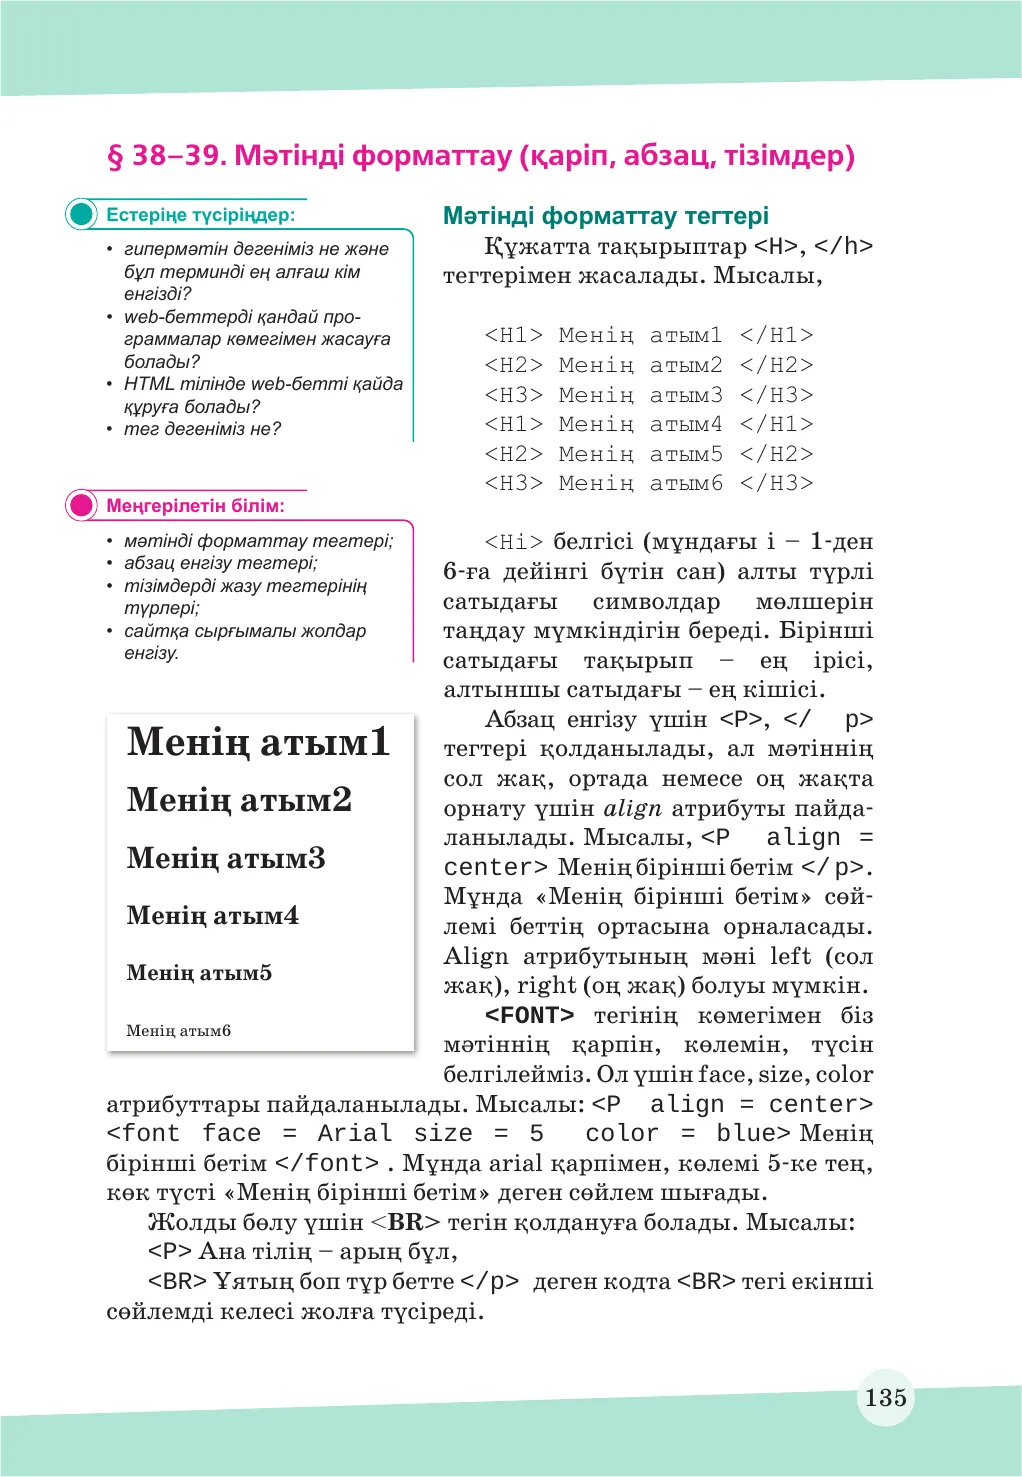 § 38–39. Мәтінді форматтау (қаріп, абзац, тізімдер)
Естеріңе түсіріңдер:
• гипермәтін дегеніміз не және
бұл терминді ең алғаш кім
енгізді?
• web-беттерді қандай про-
граммалар көмегімен жасауға
болады?
• HTML тілінде web-бетті қайда
құруға болады?
• тег дегеніміз не?
Меңгерілетін білім:
• мәтінді форматтау тегтері;
• абзац енгізу тегтері;
• тізімдерді жазу тегтерінің
түрлері;
• сайтқа сырғымалы жолдар
енгізу.
Менің атым1
Менің атым2
Менің атым3
Менің атым4
Менің атым5
Менің атым6
Мәтінді форматтау тегтері
Құжатта тақырыптар <H>, </h>
тегтерімен жасалады. Мысалы,
<H1> Менің атым1 </H1>
<H2> Менің атым2 </H2>
<H3> Менің атым3 </H3>
<H1> Менің атым4 </H1>
<H2> Менің атым5 </H2>
<H3> Менің атым6 </H3>
<Hi> белгісі (мұндағы i – 1-ден
6-ға дейінгі бүтін сан) алты түрлі
сатыдағы символдар мөлшерін
таңдау мүмкіндігін береді. Бірінші
сатыдағы тақырып – ең ірісі,
алтыншы сатыдағы – ең кішісі.
Абзац енгізу үшін <P>, </ p>
тегтері қолданылады, ал мәтіннің
сол жақ, ортада немесе оң жақта
орнату үшін align атрибуты пайда-
ланылады. Мысалы, <P align =
center> Менің бірінші бетім </p>.
Мұнда «Менің бірінші бетім» сөй-
лемі беттің ортасына орналасады.
Align атрибутының мәні left (сол
жақ), right (оң жақ) болуы мүмкін.
<FONT> тегінің көмегімен біз
мәтіннің қарпін, көлемін, түсін
белгілейміз. Ол үшін face, size, color
атрибуттары пайдаланылады. Мысалы: <P align = center>
<font face = Arial size = 5 color = blue> Менің
бірінші бетім </font> . Мұнда arial қарпімен, көлемі 5-ке тең,
көк түсті «Менің бірінші бетім» деген сөйлем шығады.
Жолды бөлу үшін <BR> тегін қолдануға болады. Мысалы:
<P> Ана тілің – арың бұл,
<BR> Ұятың боп тұр бетте </p> деген кодта <BR> тегі екінші
сөйлемді келесі жолға түсіреді.
135